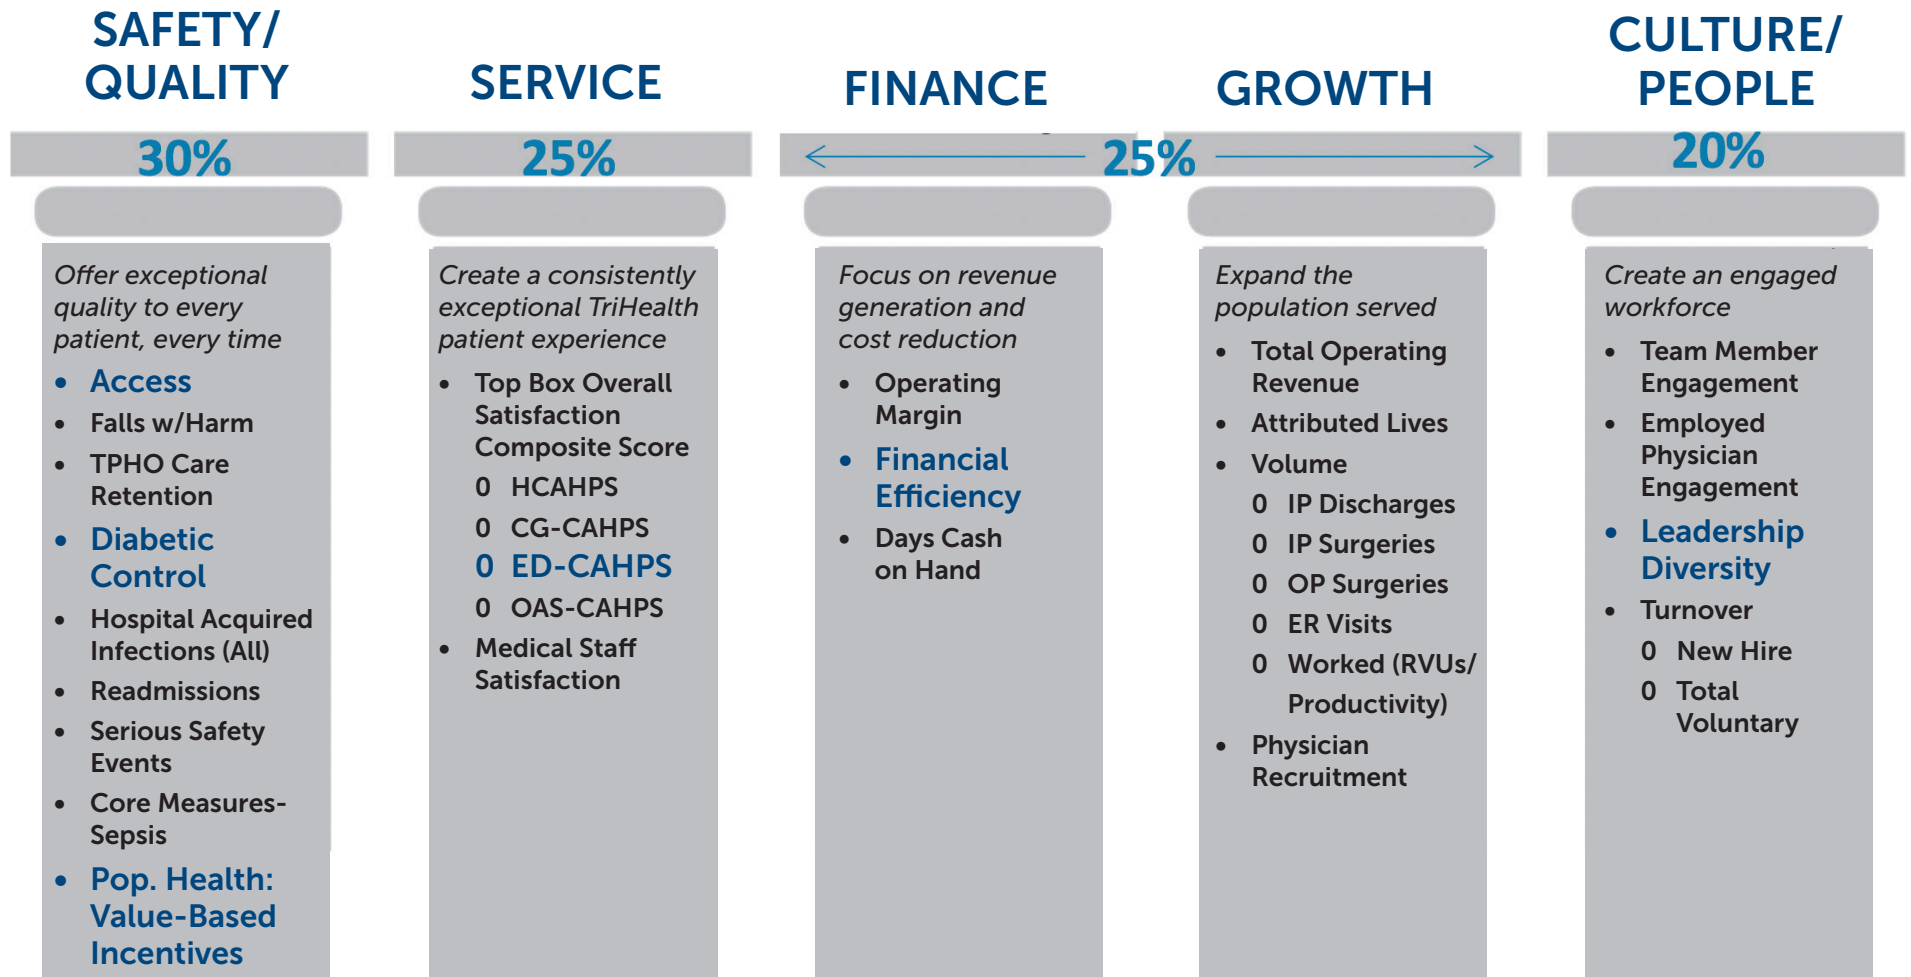 SAFETY/
QUALITY
30%
Offer exceptional
quality to every
patient, every time
• Access
• Falls w/Harm
• TPHO Care
Retention
• Diabetic
Control
• Hospital Acquired
Infections (All)
• Readmissions
• Serious Safety
Events
• Core Measures-
Sepsis
• Pop. Health:
Value-Based
Incentives
SERVICE
25%
Create a consistently
exceptional TriHealth
patient experience
• Top Box Overall
Satisfaction
Composite Score
0 HCAHPS
0 CG-CAHPS
0 ED-CAHPS
0 OAS-CAHPS
• Medical Staff
Satisfaction
FINANCE
25%
Focus on revenue
generation and
cost reduction
• Operating
Margin
• Financial
Efficiency
• Days Cash
on Hand
GROWTH
Expand the
population served
• Total Operating
Revenue
• Attributed Lives
• Volume
0 IP Discharges
0 IP Surgeries
0 OP Surgeries
0 ER Visits
0 Worked (RVUs/
Productivity)
• Physician
Recruitment
CULTURE/
PEOPLE
20%
Create an engaged
workforce
• Team Member
Engagement
• Employed
Physician
Engagement
• Leadership
Diversity
• Turnover
0 New Hire
0 Total
Voluntary